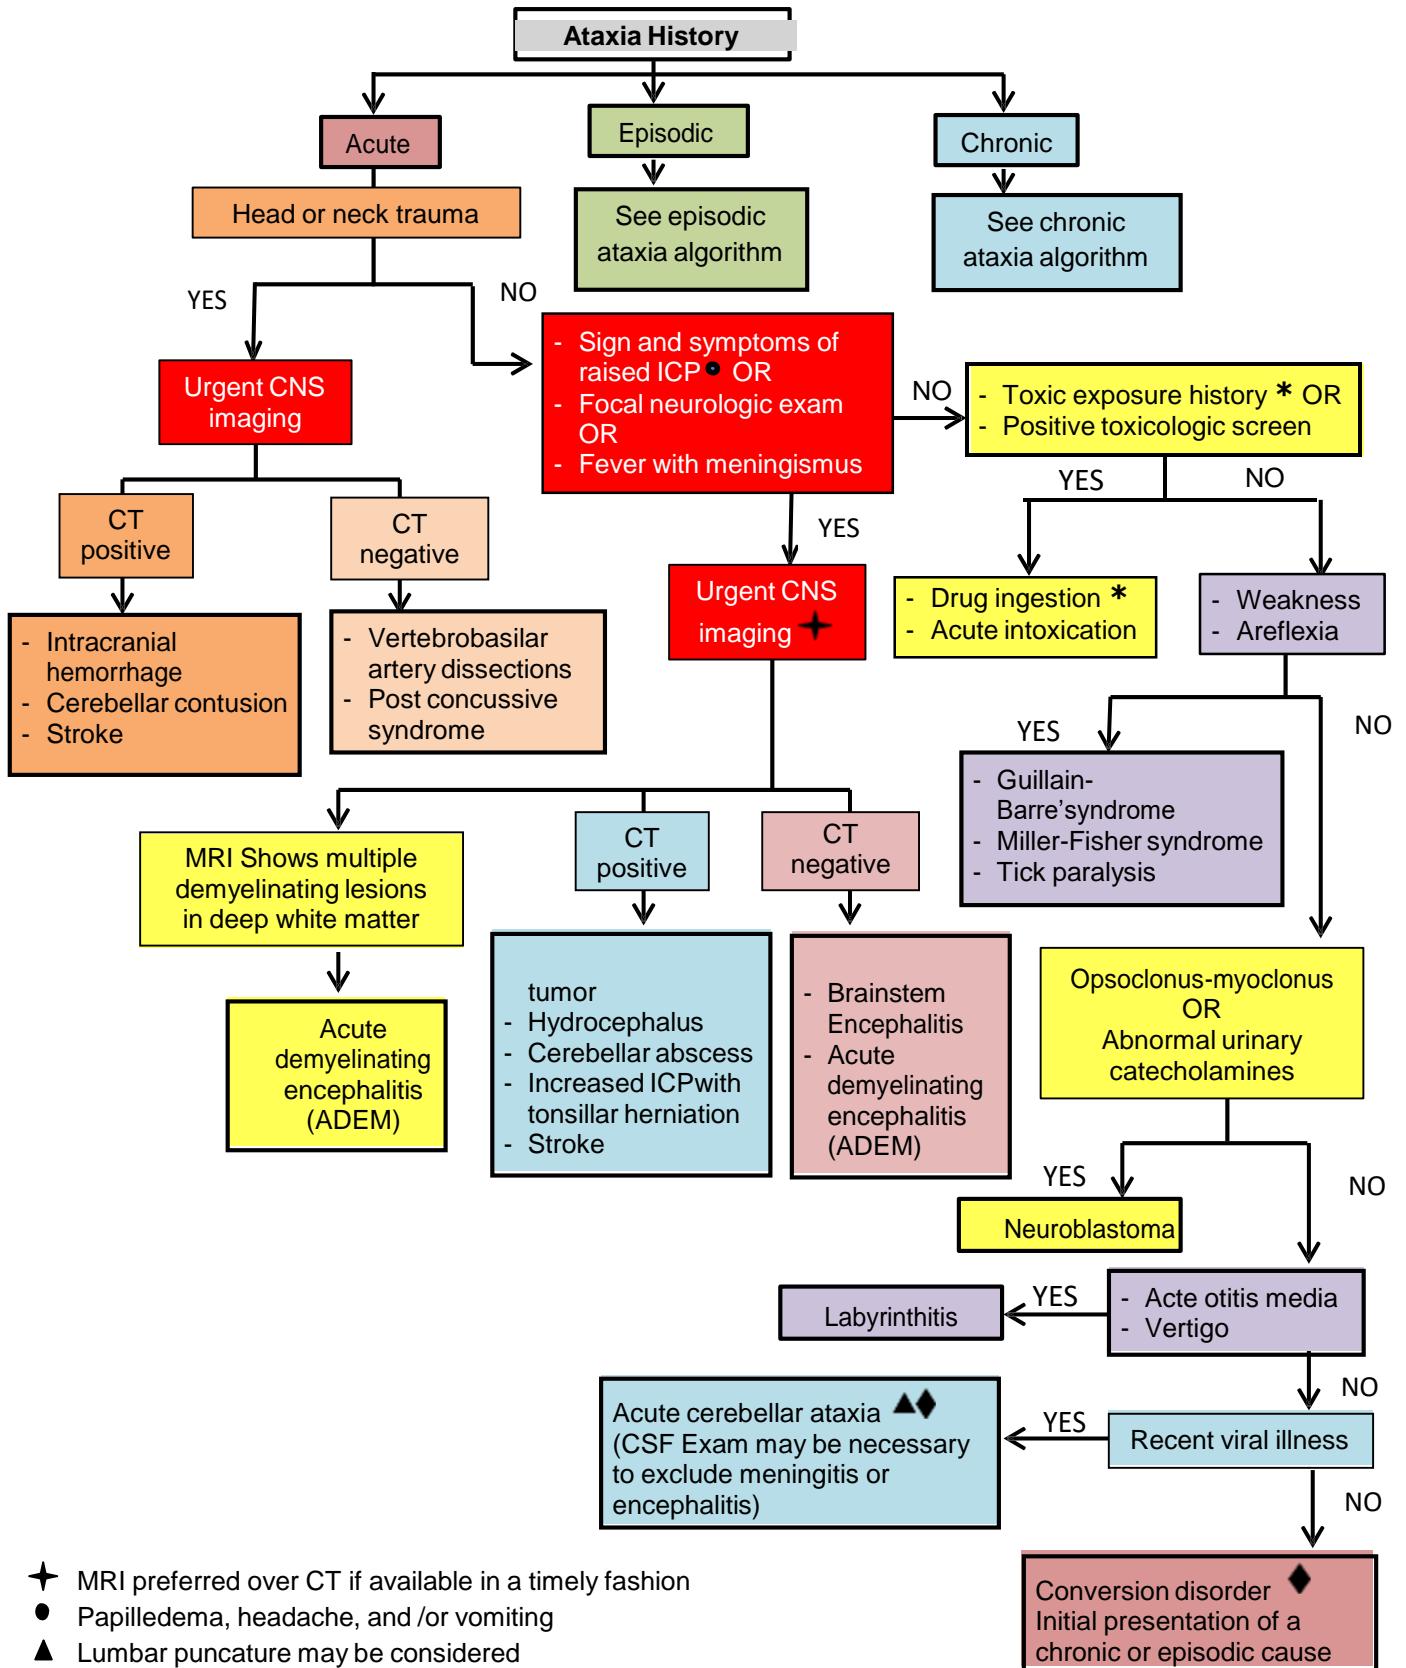 Ataxia History
Acute
Episodic
Chronic
Head or neck trauma
See episodic
ataxia algorithm
See chronic
ataxia algorithm
YES
NO
Urgent CNS
imaging
- Sign and symptoms of
raised ICP OR
- Focal neurologic exam
OR
- Fever with meningismus
NO
- Toxic exposure history * OR
- Positive toxicologic screen
YES
NO
CT
positive
CT
negative
YES
Urgent CNS
imaging
- Drug ingestion *
- Acute intoxication
- Weakness
- Areflexia
- Intracranial
hemorrhage
- Cerebellar contusion
- Stroke
- Vertebrobasilar
artery dissections
- Post concussive
syndrome
YES
NO
- Guillain-
Barre'syndrome
- Miller-Fisher syndrome
- Tick paralysis
MRI Shows multiple
demyelinating lesions
in deep white matter
CT
positive
CT
negative
Acute
demyelinating
encephalitis
(ADEM)
tumor
- Hydrocephalus
- Cerebellar abscess
- Increased ICPwith
tonsillar herniation
- Stroke
- Brainstem
Encephalitis
- Acute
demyelinating
encephalitis
(ADEM)
Opsoclonus-myoclonus
OR
Abnormal urinary
catecholamines
YES
NO
Neuroblastoma
Labyrinthitis
YES
- Acte otitis media
- Vertigo
NO
Acute cerebellar ataxia
(CSF Exam may be necessary
to exclude meningitis or
encephalitis)
YES
Recent viral illness
NO
Conversion disorder
Initial presentation of a
chronic or episodic cause
MRI preferred over CT if available in a timely fashion
Papilledema, headache, and /or vomiting
Lumbar puncture may be considered